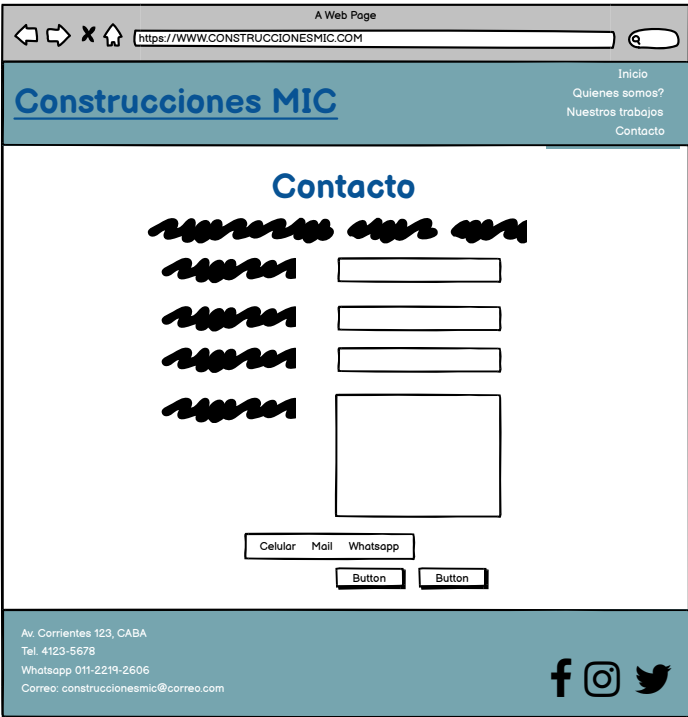 A Web Page
https://WWW.CONSTRUCCIONESMIC.COM
Inicio
Construcciones MIC
Quienes somos?
Nuestros trabajos
Contacto
Contacto
Celular Mail Whatsapp
Button Button
Av. Corrientes 123, CABA
Tel. 4123-5678
Whatsapp 011-2219-2606
Correo: construccionesmic@correo.com